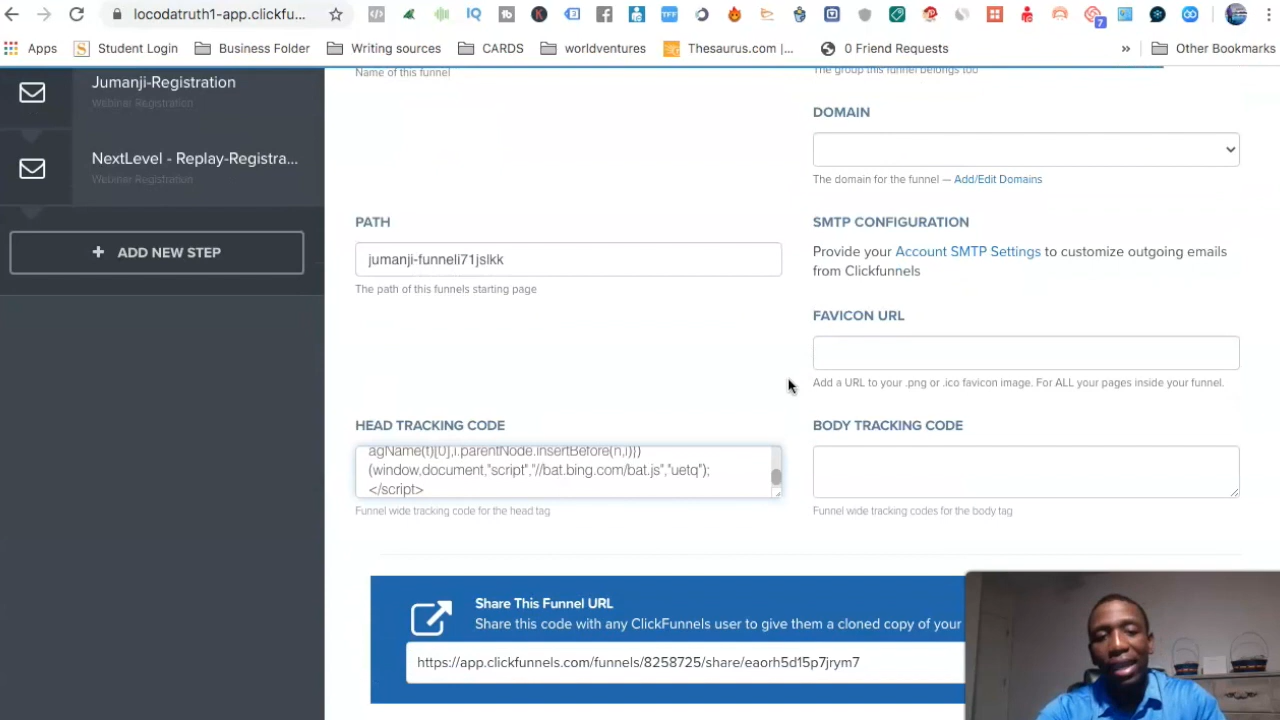 locodatruth1-app.clickfu...
7
Apps
Student Login
Business Folder
Writing sources
CARDS
worldventures
Thesaurus.com |...
0 Friend Requests
»
Other Bookmarks
Jumanji-Registration
Webinar Registration
NextLevel - Replay-Registra...
Webinar Registration
+ ADD NEW STEP
Name of this funnel
The group this funnel belongs too
DOMAIN
The domain for the funnel — Add/Edit Domains
PATH
jumanji-funneli71jslkk
The path of this funnels starting page
SMTP CONFIGURATION
Provide your Account SMTP Settings to customize outgoing emails
from Clickfunnels
FAVICON URL
Add a URL to your .png or .ico favicon image. For ALL your pages inside your funnel.
HEAD TRACKING CODE
agName(t)[0],i.parentNode.insertBefore(n,i)})
(window,document,"script","//bat.bing.com/bat.js","uetq");
</script>
Funnel wide tracking code for the head tag
BODY TRACKING CODE
Funnel wide tracking codes for the body tag
Share This Funnel URL
Share this code with any ClickFunnels user to give them a cloned copy of your
https://app.clickfunnels.com/funnels/8258725/share/eaorh5d15p7jrym7